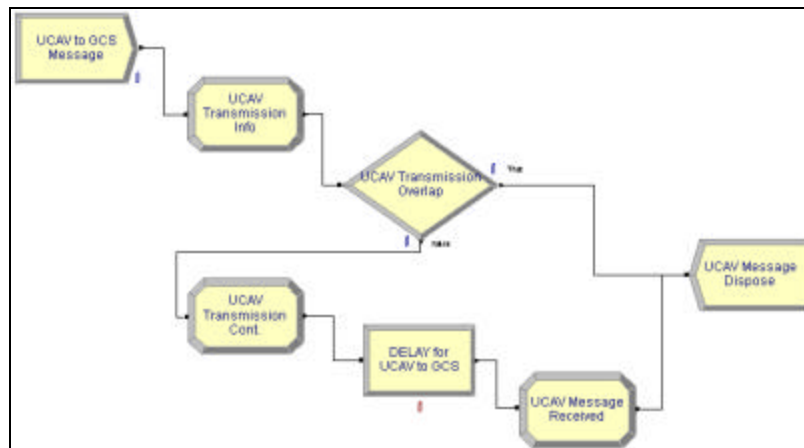 UCAV to GCS
Message
UCAV
Transmission
Info
UCAV Transmission
Overlap
True
False
UCAV Message
Dispose
UCAV
Transmission
Cont.
DELAY for
UCAV to GCS
UCAV Message
Received